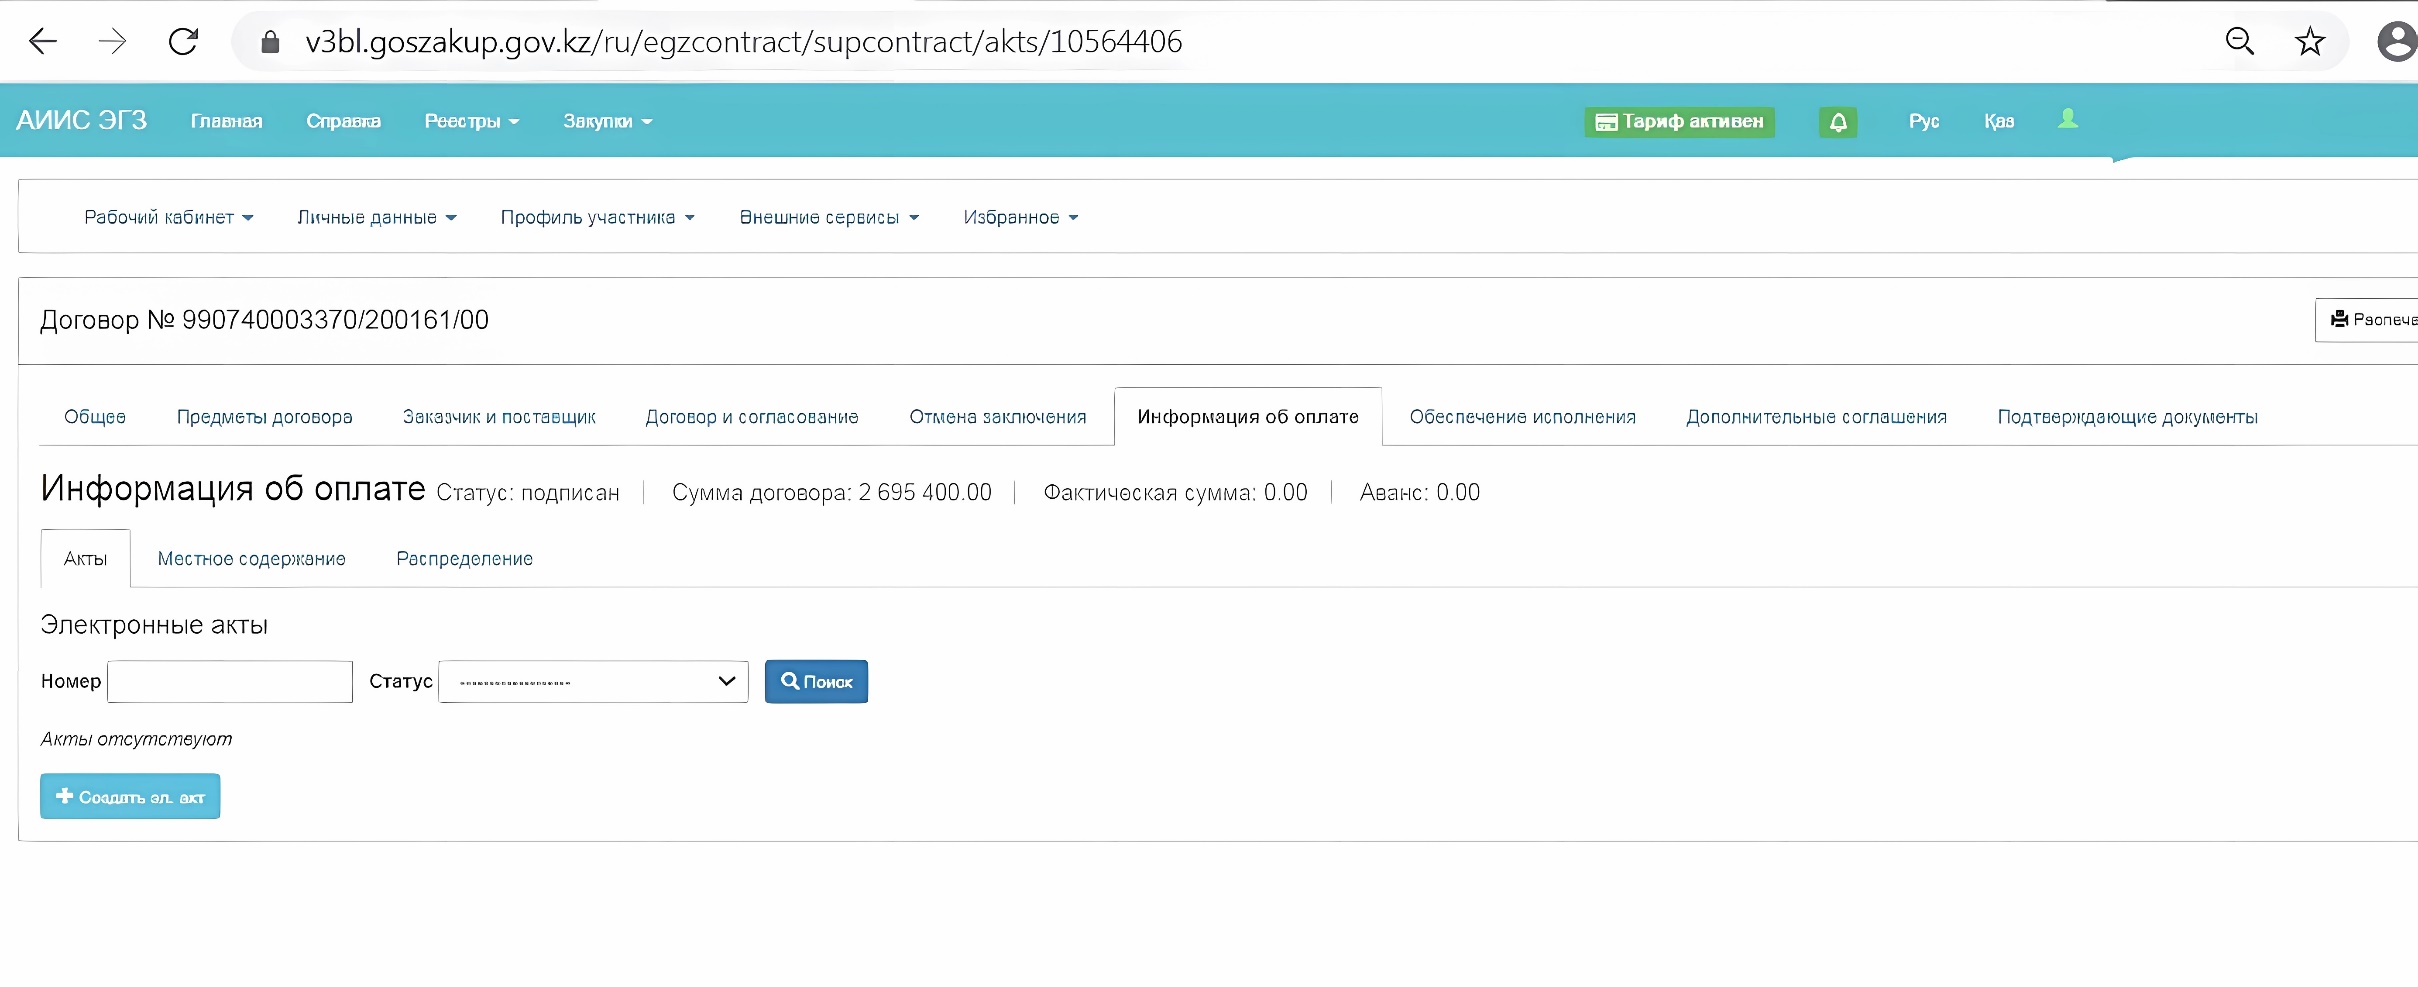 v3bl.goszakup.gov.kz/ru/egzcontract/supcontract/akts/10564406
АИИС ЭГЗ Главная Справка Реестры Закупки Тариф активен Рус Қаз
Рабочий кабинет Личные данные Профиль участника Внешние сервисы Избранное
Договор № 990740003370/200161/00 Распеча
Общее Предметы договора Заказчик и поставщик Договор и согласование Отмена заключения Информация об оплате Обеспечение исполнения Дополнительные соглашения Подтверждающие документы
Информация об оплате Статус: подписан | Сумма договора: 2 695 400.00 | Фактическая сумма: 0.00 | Аванс: 0.00
Акты Местное содержание Распределение
Электронные акты
Номер Статус -------------------- Поиск
Акты отсутствуют
Создать эл. акт